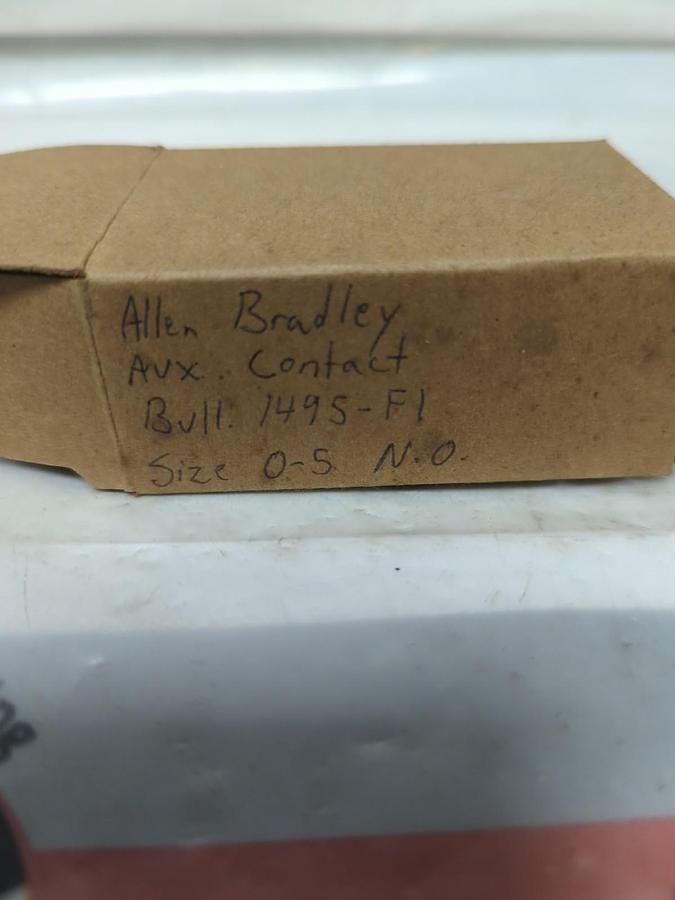 Allen Bradley
Aux. Contact
Bull. 1495-F1
Size 0-5 N.O.